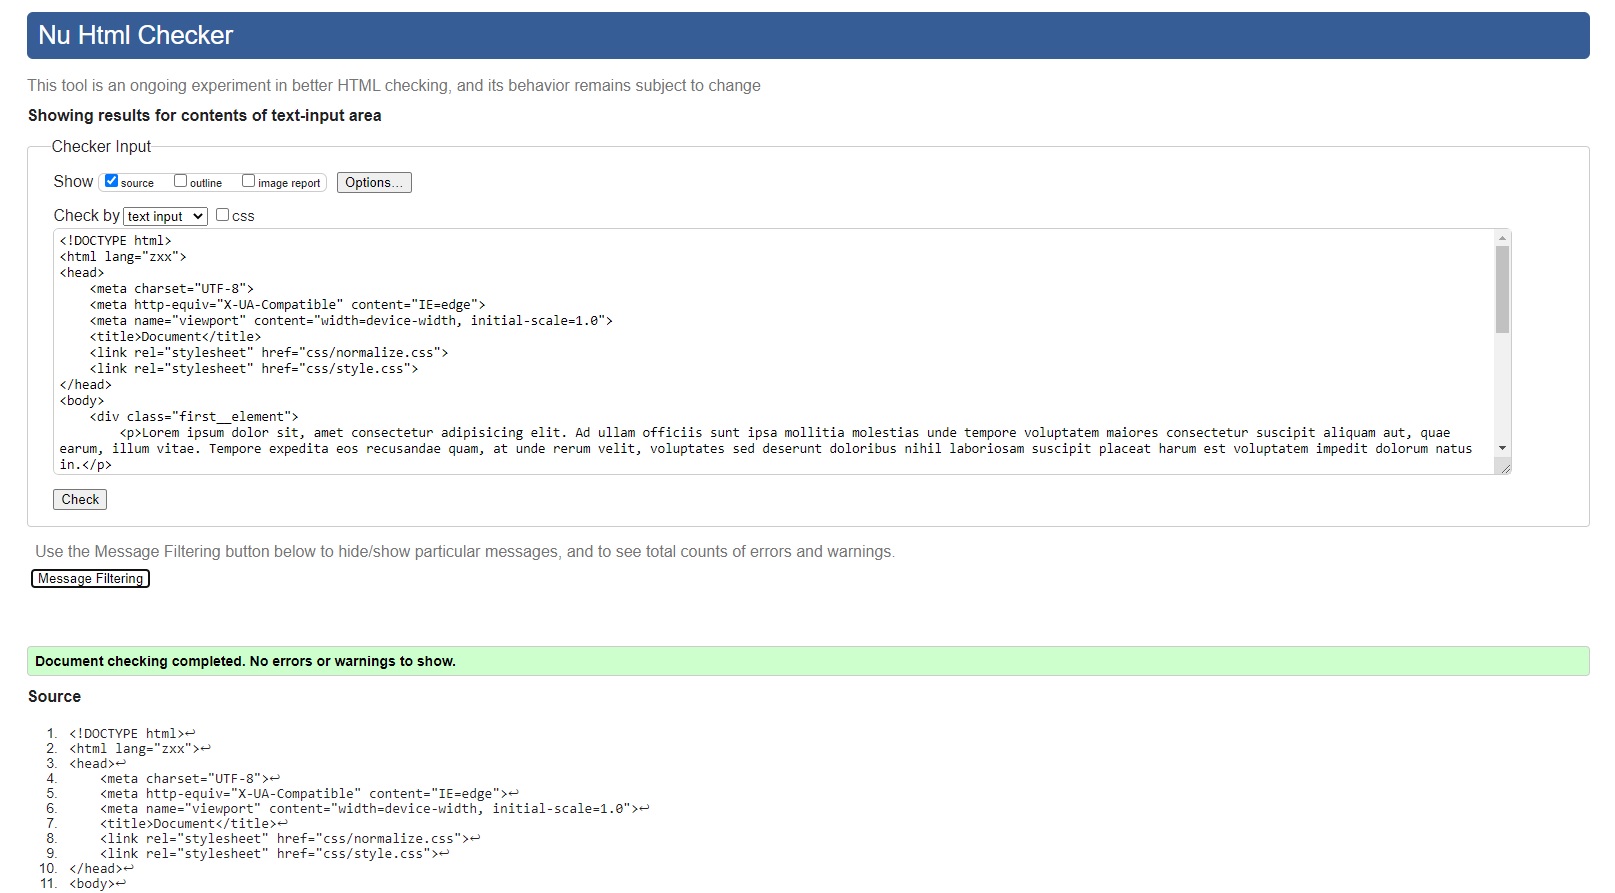 Nu Html Checker
This tool is an ongoing experiment in better HTML checking, and its behavior remains subject to change
Showing results for contents of text-input area
Checker Input
Show source outline image report Options...
Check by text input css
<!DOCTYPE html>
<html lang="zxx">
<head>
    <meta charset="UTF-8">
    <meta http-equiv="X-UA-Compatible" content="IE=edge">
    <meta name="viewport" content="width=device-width, initial-scale=1.0">
    <title>Document</title>
    <link rel="stylesheet" href="css/normalize.css">
    <link rel="stylesheet" href="css/style.css">
</head>
<body>
    <div class="first__element">
        <p>Lorem ipsum dolor sit, amet consectetur adipisicing elit. Ad ullam officiis sunt ipsa mollitia molestias unde tempore voluptatem maiores consectetur suscipit aliquam aut, quae
earum, illum vitae. Tempore expedita eos recusandae quam, at unde rerum velit, voluptates sed deserunt doloribus nihil laboriosam suscipit placeat harum est voluptatem impedit dolorum natus
in.</p>
Check
Use the Message Filtering button below to hide/show particular messages, and to see total counts of errors and warnings.
Message Filtering
Document checking completed. No errors or warnings to show.
Source
1. <!DOCTYPE html>↩
2. <html lang="zxx">↩
3. <head>↩
4.     <meta charset="UTF-8">↩
5.     <meta http-equiv="X-UA-Compatible" content="IE=edge">↩
6.     <meta name="viewport" content="width=device-width, initial-scale=1.0">↩
7.     <title>Document</title>↩
8.     <link rel="stylesheet" href="css/normalize.css">↩
9.     <link rel="stylesheet" href="css/style.css">↩
10. </head>↩
11. <body>↩